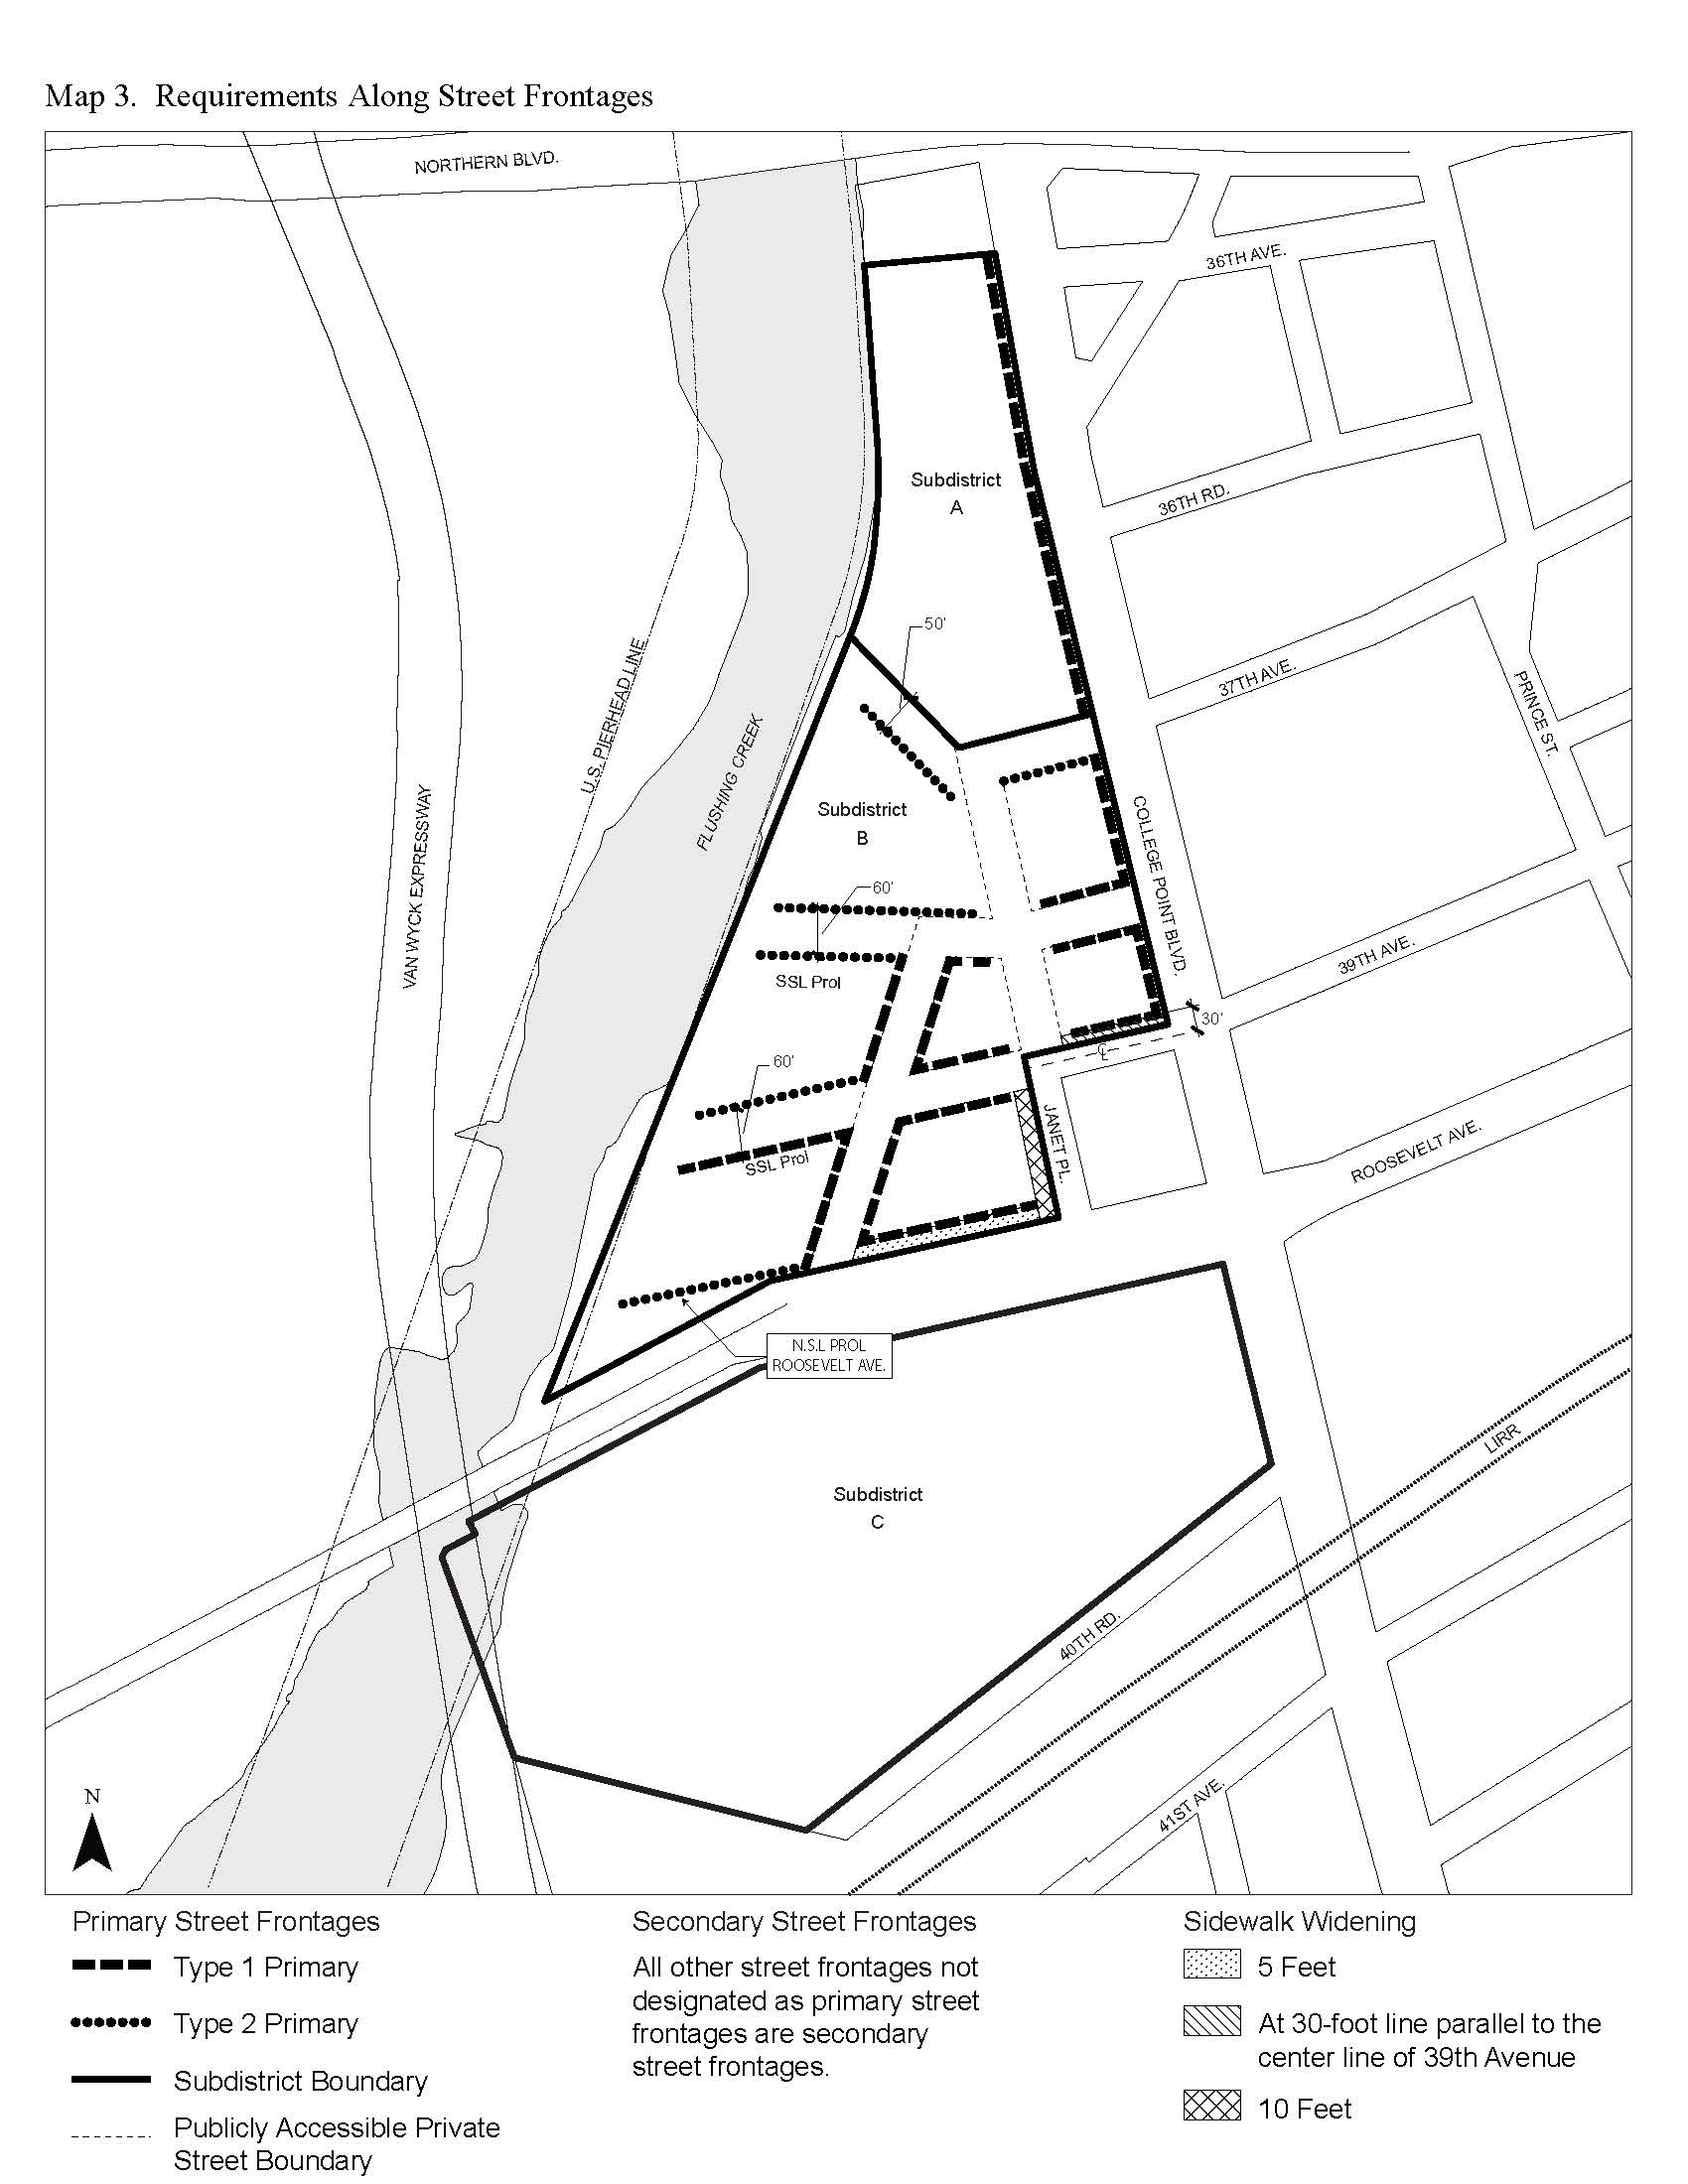 Map 3.  Requirements Along Street Frontages
NORTHERN BLVD.
36TH AVE.
Subdistrict
A
36TH RD.
50'
37TH AVE.
U.S. PIERHEAD LINE
PRINCE ST.
FLUSHING CREEK
VAN WYCK EXPRESSWAY
Subdistrict
B
COLLEGE POINT BLVD.
60'
39TH AVE.
SSL Prol
30'
CL
60'
JANET PL.
SSL Prol
ROOSEVELT AVE.
N.S.L PROL
ROOSEVELT AVE.
LIRR
Subdistrict
C
40TH RD.
41ST AVE.
N
Primary Street Frontages
Type 1 Primary
Type 2 Primary
Subdistrict Boundary
Publicly Accessible Private
Street Boundary
Secondary Street Frontages
All other street frontages not
designated as primary street
frontages are secondary
street frontages.
Sidewalk Widening
5 Feet
At 30-foot line parallel to the
center line of 39th Avenue
10 Feet